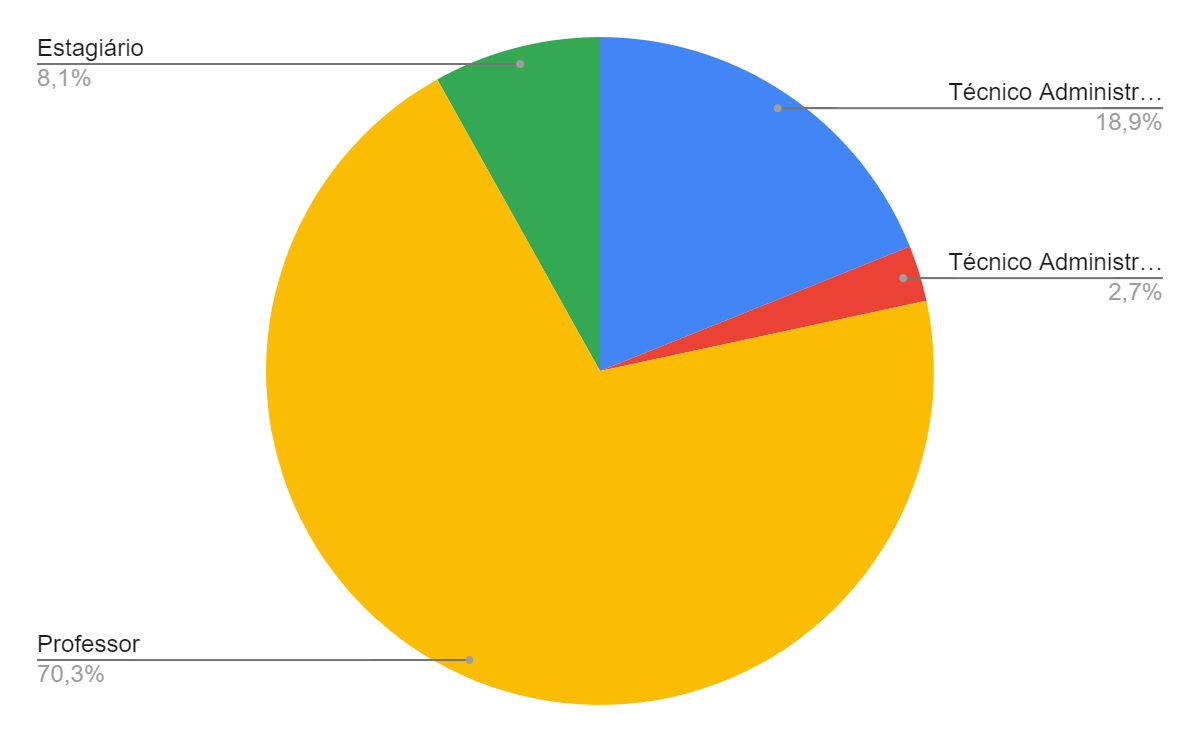 Estagiário
8,1%
Técnico Administr…
18,9%
Técnico Administr…
2,7%
Professor
70,3%